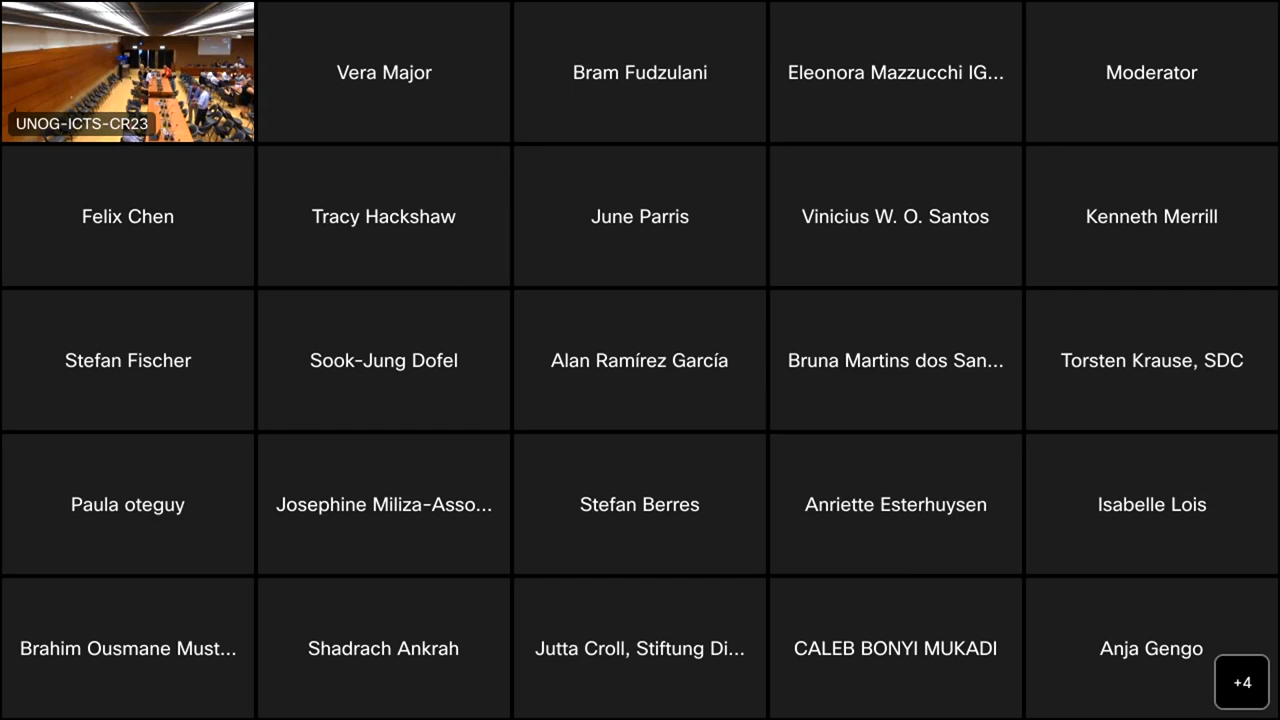 UNOG-ICTS-CR23
Vera Major
Bram Fudzulani
Eleonora Mazzucchi IG...
Moderator
Felix Chen
Tracy Hackshaw
June Parris
Vinicius W. O. Santos
Kenneth Merrill
Stefan Fischer
Sook-Jung Dofel
Alan Ramírez García
Bruna Martins dos San...
Torsten Krause, SDC
Paula oteguy
Josephine Miliza-Asso...
Stefan Berres
Anriette Esterhuysen
Isabelle Lois
Brahim Ousmane Must...
Shadrach Ankrah
Jutta Croll, Stiftung Di...
CALEB BONYI MUKADI
Anja Gengo
+4